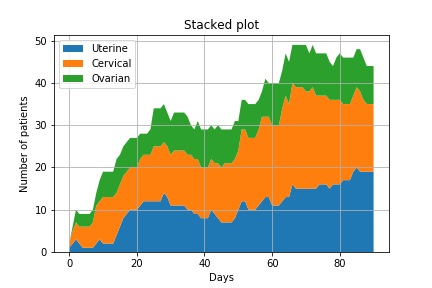 Stacked plot
50
40
30
20
10
0
Uterine
Cervical
Ovarian
Number of patients
0 20 40 60 80
Days